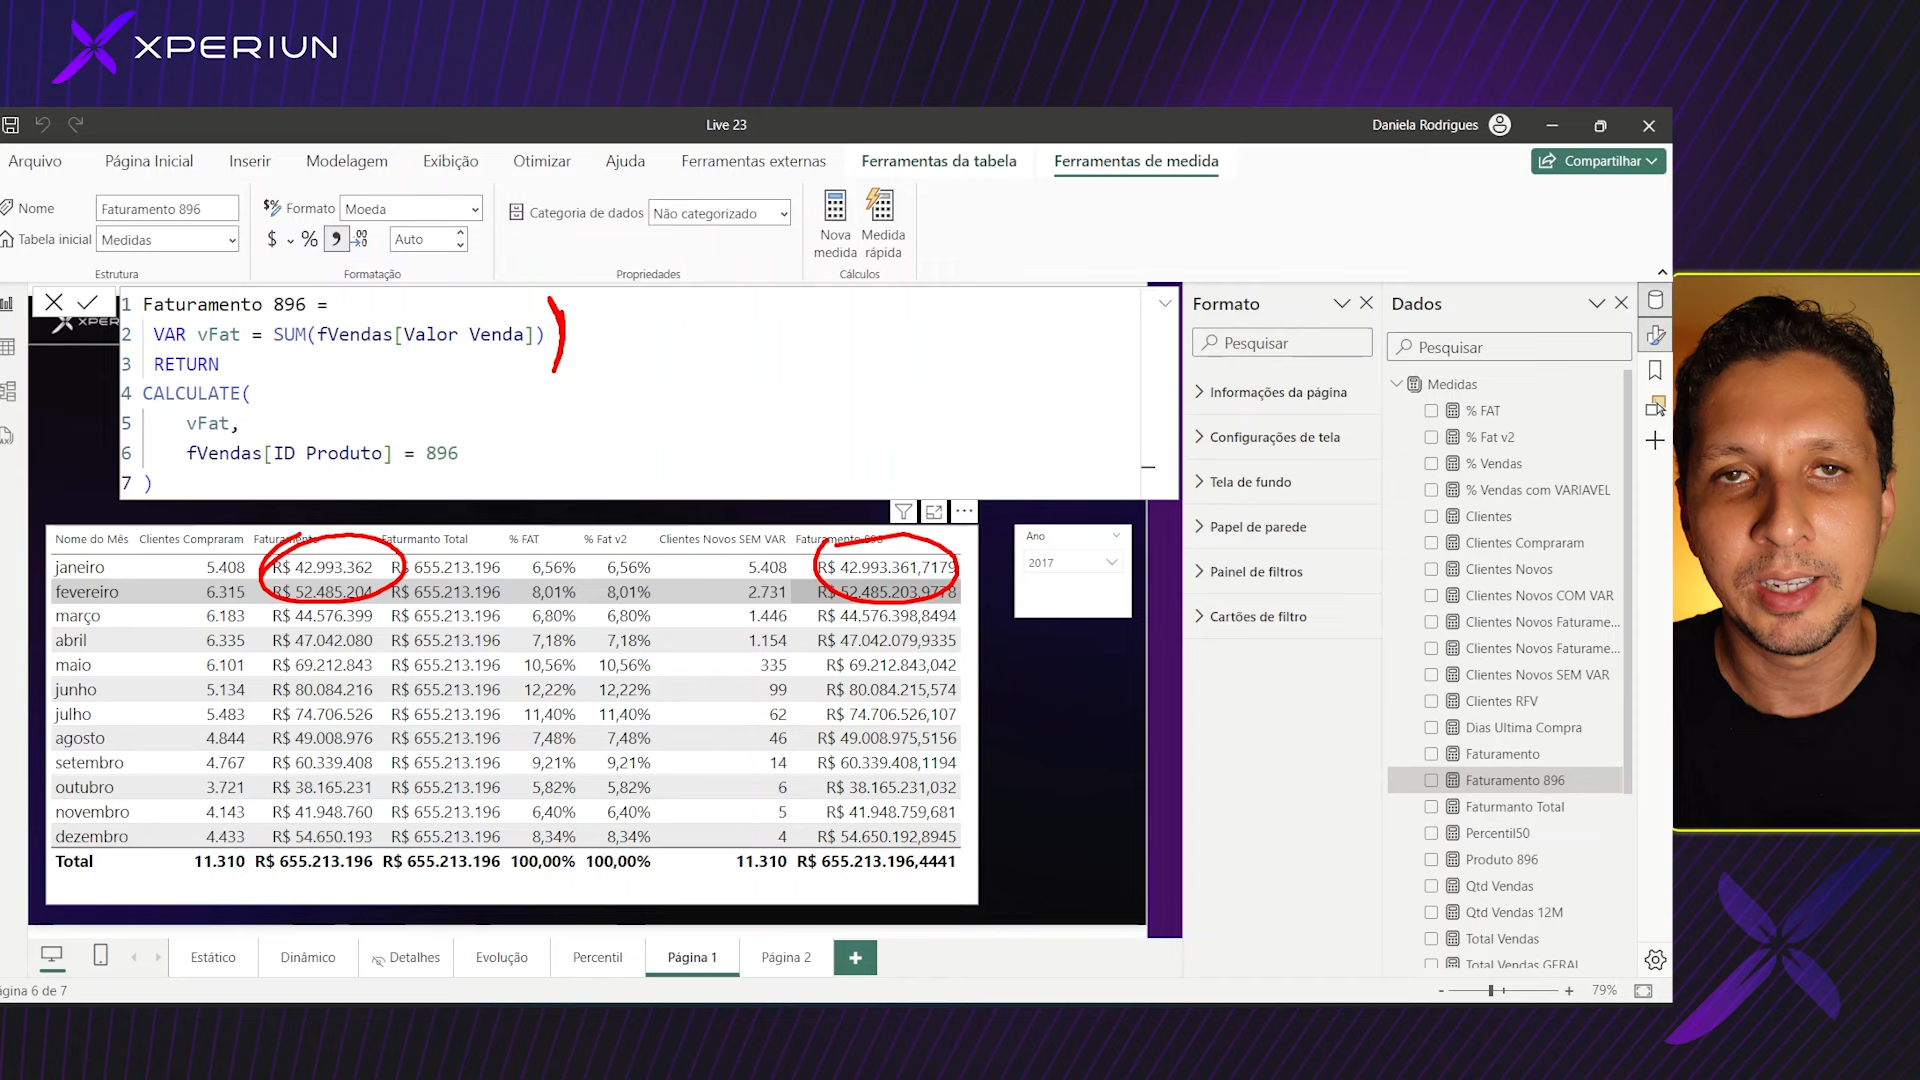 XPERIUN
Live 23
Daniela Rodrigues
Arquivo
Página Inicial
Inserir
Modelagem
Exibição
Otimizar
Ajuda
Ferramentas externas
Ferramentas da tabela
Ferramentas de medida
Compartilhar
Nome
Faturamento 896
Tabela inicial
Medidas
Estrutura
Formato
Moeda
$ % 9 .00
Auto
Formatação
Categoria de dados
Não categorizado
Propriedades
Nova medida
Medida rápida
Cálculos
1 Faturamento 896 =
2 VAR vFat = SUM(fVendas[Valor Venda])
3 RETURN
4 CALCULATE(
5 vFat,
6 fVendas[ID Produto] = 896
7 )
XPER
Nome do Mês Clientes Compraram Faturamento Faturmanto Total % FAT % Fat v2 Clientes Novos SEM VAR Faturamento 896
janeiro 5.408 R$ 42.993.362 R$ 655.213.196 6,56% 6,56% 5.408 R$ 42.993.361,7179
fevereiro 6.315 R$ 52.485.204 R$ 655.213.196 8,01% 8,01% 2.731 R$ 52.485.203,9778
março 6.183 R$ 44.576.399 R$ 655.213.196 6,80% 6,80% 1.446 R$ 44.576.398,8494
abril 6.335 R$ 47.042.080 R$ 655.213.196 7,18% 7,18% 1.154 R$ 47.042.079,9335
maio 6.101 R$ 69.212.843 R$ 655.213.196 10,56% 10,56% 335 R$ 69.212.843,042
junho 5.134 R$ 80.084.216 R$ 655.213.196 12,22% 12,22% 99 R$ 80.084.215,574
julho 5.483 R$ 74.706.526 R$ 655.213.196 11,40% 11,40% 62 R$ 74.706.526,107
agosto 4.844 R$ 49.008.976 R$ 655.213.196 7,48% 7,48% 46 R$ 49.008.975,5156
setembro 4.767 R$ 60.339.408 R$ 655.213.196 9,21% 9,21% 14 R$ 60.339.408,1194
outubro 3.721 R$ 38.165.231 R$ 655.213.196 5,82% 5,82% 6 R$ 38.165.231,032
novembro 4.143 R$ 41.948.760 R$ 655.213.196 6,40% 6,40% 5 R$ 41.948.759,681
dezembro 4.433 R$ 54.650.193 R$ 655.213.196 8,34% 8,34% 4 R$ 54.650.192,8945
Total 11.310 R$ 655.213.196 R$ 655.213.196 100,00% 100,00% 11.310 R$ 655.213.196,4441
Ano
2017
Formato
Pesquisar
Informações da página
Configurações de tela
Tela de fundo
Papel de parede
Painel de filtros
Cartões de filtro
Dados
Pesquisar
Medidas
% FAT
% Fat v2
% Vendas
% Vendas com VARIAVEL
Clientes
Clientes Compraram
Clientes Novos
Clientes Novos COM VAR
Clientes Novos Faturame...
Clientes Novos Faturame...
Clientes Novos SEM VAR
Clientes RFV
Dias Ultima Compra
Faturamento
Faturamento 896
Faturmanto Total
Percentil50
Produto 896
Qtd Vendas
Qtd Vendas 12M
Total Vendas
Total Vendas GERAL
Estático
Dinâmico
Detalhes
Evolução
Percentil
Página 1
Página 2
ágina 6 de 7
79%